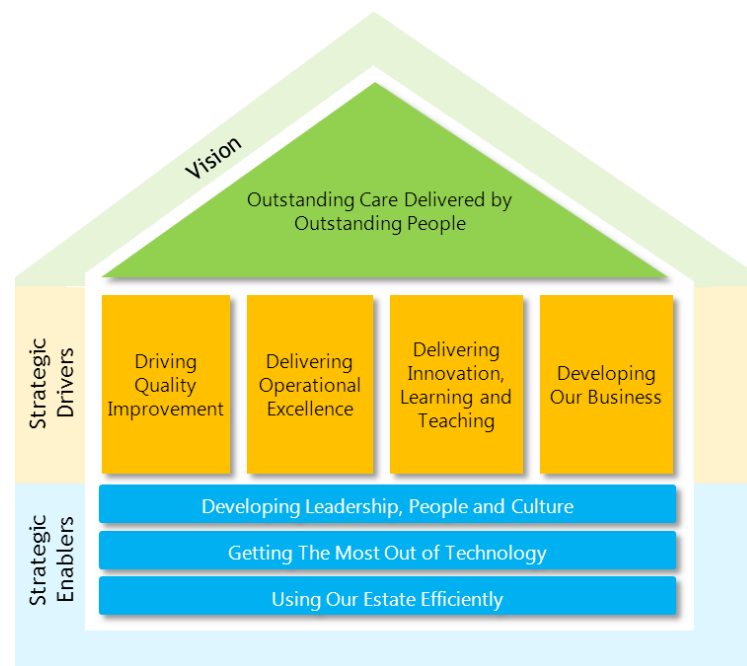 Vision
Outstanding Care Delivered by
Outstanding People
Strategic
Drivers
Driving
Quality
Improvement
Delivering
Operational
Excellence
Delivering
Innovation,
Learning and
Teaching
Developing
Our Business
Strategic
Enablers
Developing Leadership, People and Culture
Getting The Most Out of Technology
Using Our Estate Efficiently